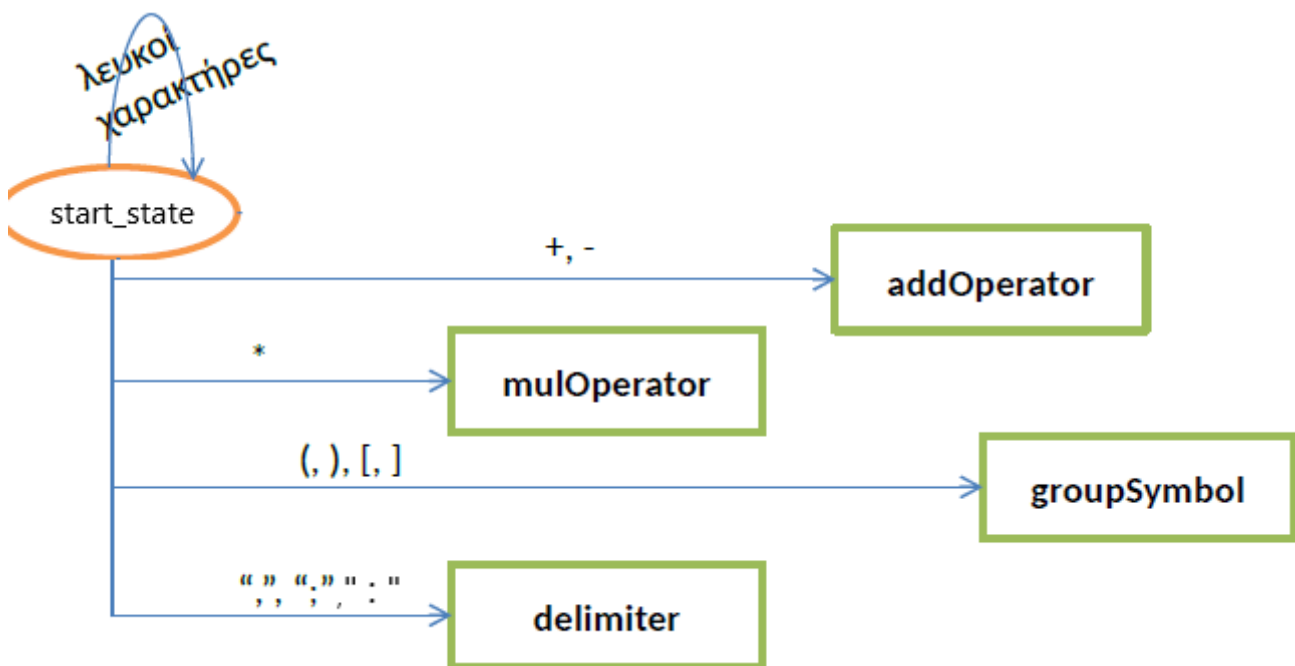 λευκοί
χαρακτήρες
start_state
+, -
addOperator
*
mulOperator
(, ), [, ]
groupSymbol
“,”, “;”, " : "
delimiter